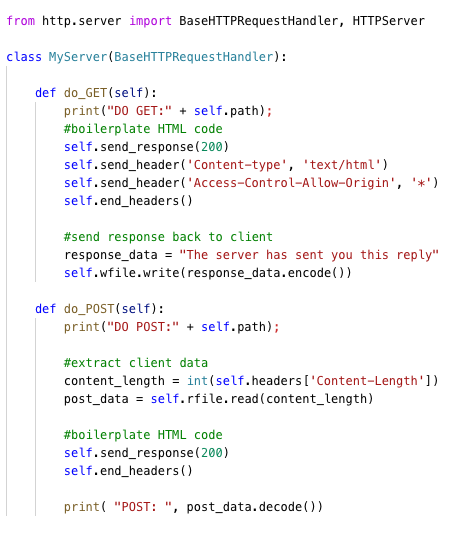 from http.server import BaseHTTPRequestHandler, HTTPServer
class MyServer(BaseHTTPRequestHandler):
def do_GET(self):
print("DO GET:" + self.path);
#boilerplate HTML code
self.send_response(200)
self.send_header('Content-type', 'text/html')
self.send_header('Access-Control-Allow-Origin', '*')
self.end_headers()
#send response back to client
response_data = "The server has sent you this reply"
self.wfile.write(response_data.encode())
def do_POST(self):
print("DO POST:" + self.path);
#extract client data
content_length = int(self.headers['Content-Length'])
post_data = self.rfile.read(content_length)
#boilerplate HTML code
self.send_response(200)
self.end_headers()
print( "POST: ", post_data.decode())